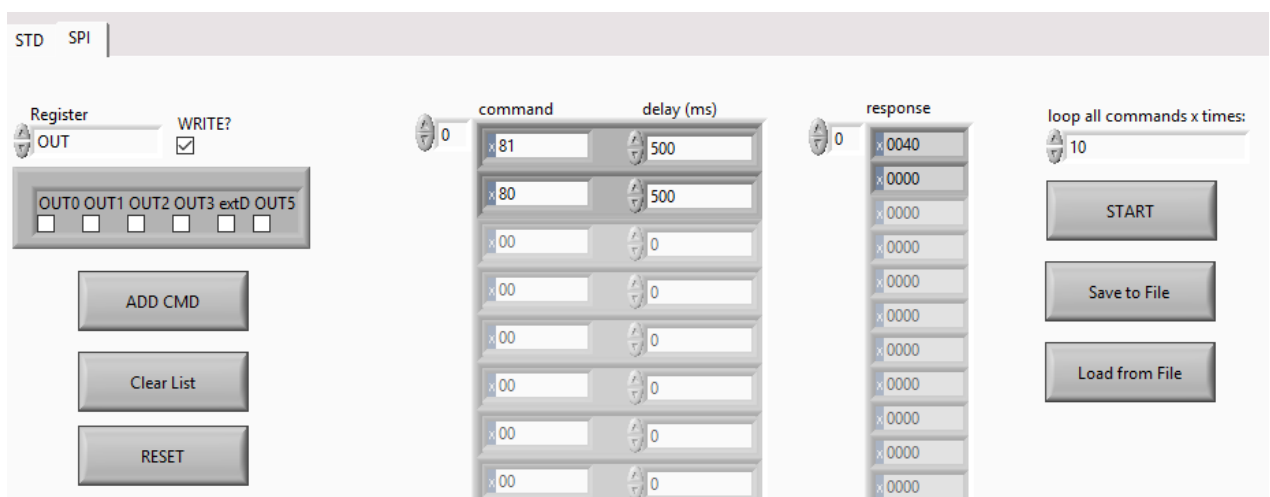 STD SPI
Register
WRITE?
OUT
OUT0 OUT1 OUT2 OUT3 extD OUT5
ADD CMD
Clear List
RESET
command delay (ms)
0
x 81 500
x 80 500
x 00 0
x 00 0
x 00 0
x 00 0
x 00 0
x 00 0
response
0
x 0040
x 0000
x 0000
x 0000
x 0000
x 0000
x 0000
x 0000
x 0000
x 0000
x 0000
loop all commands x times:
10
START
Save to File
Load from File